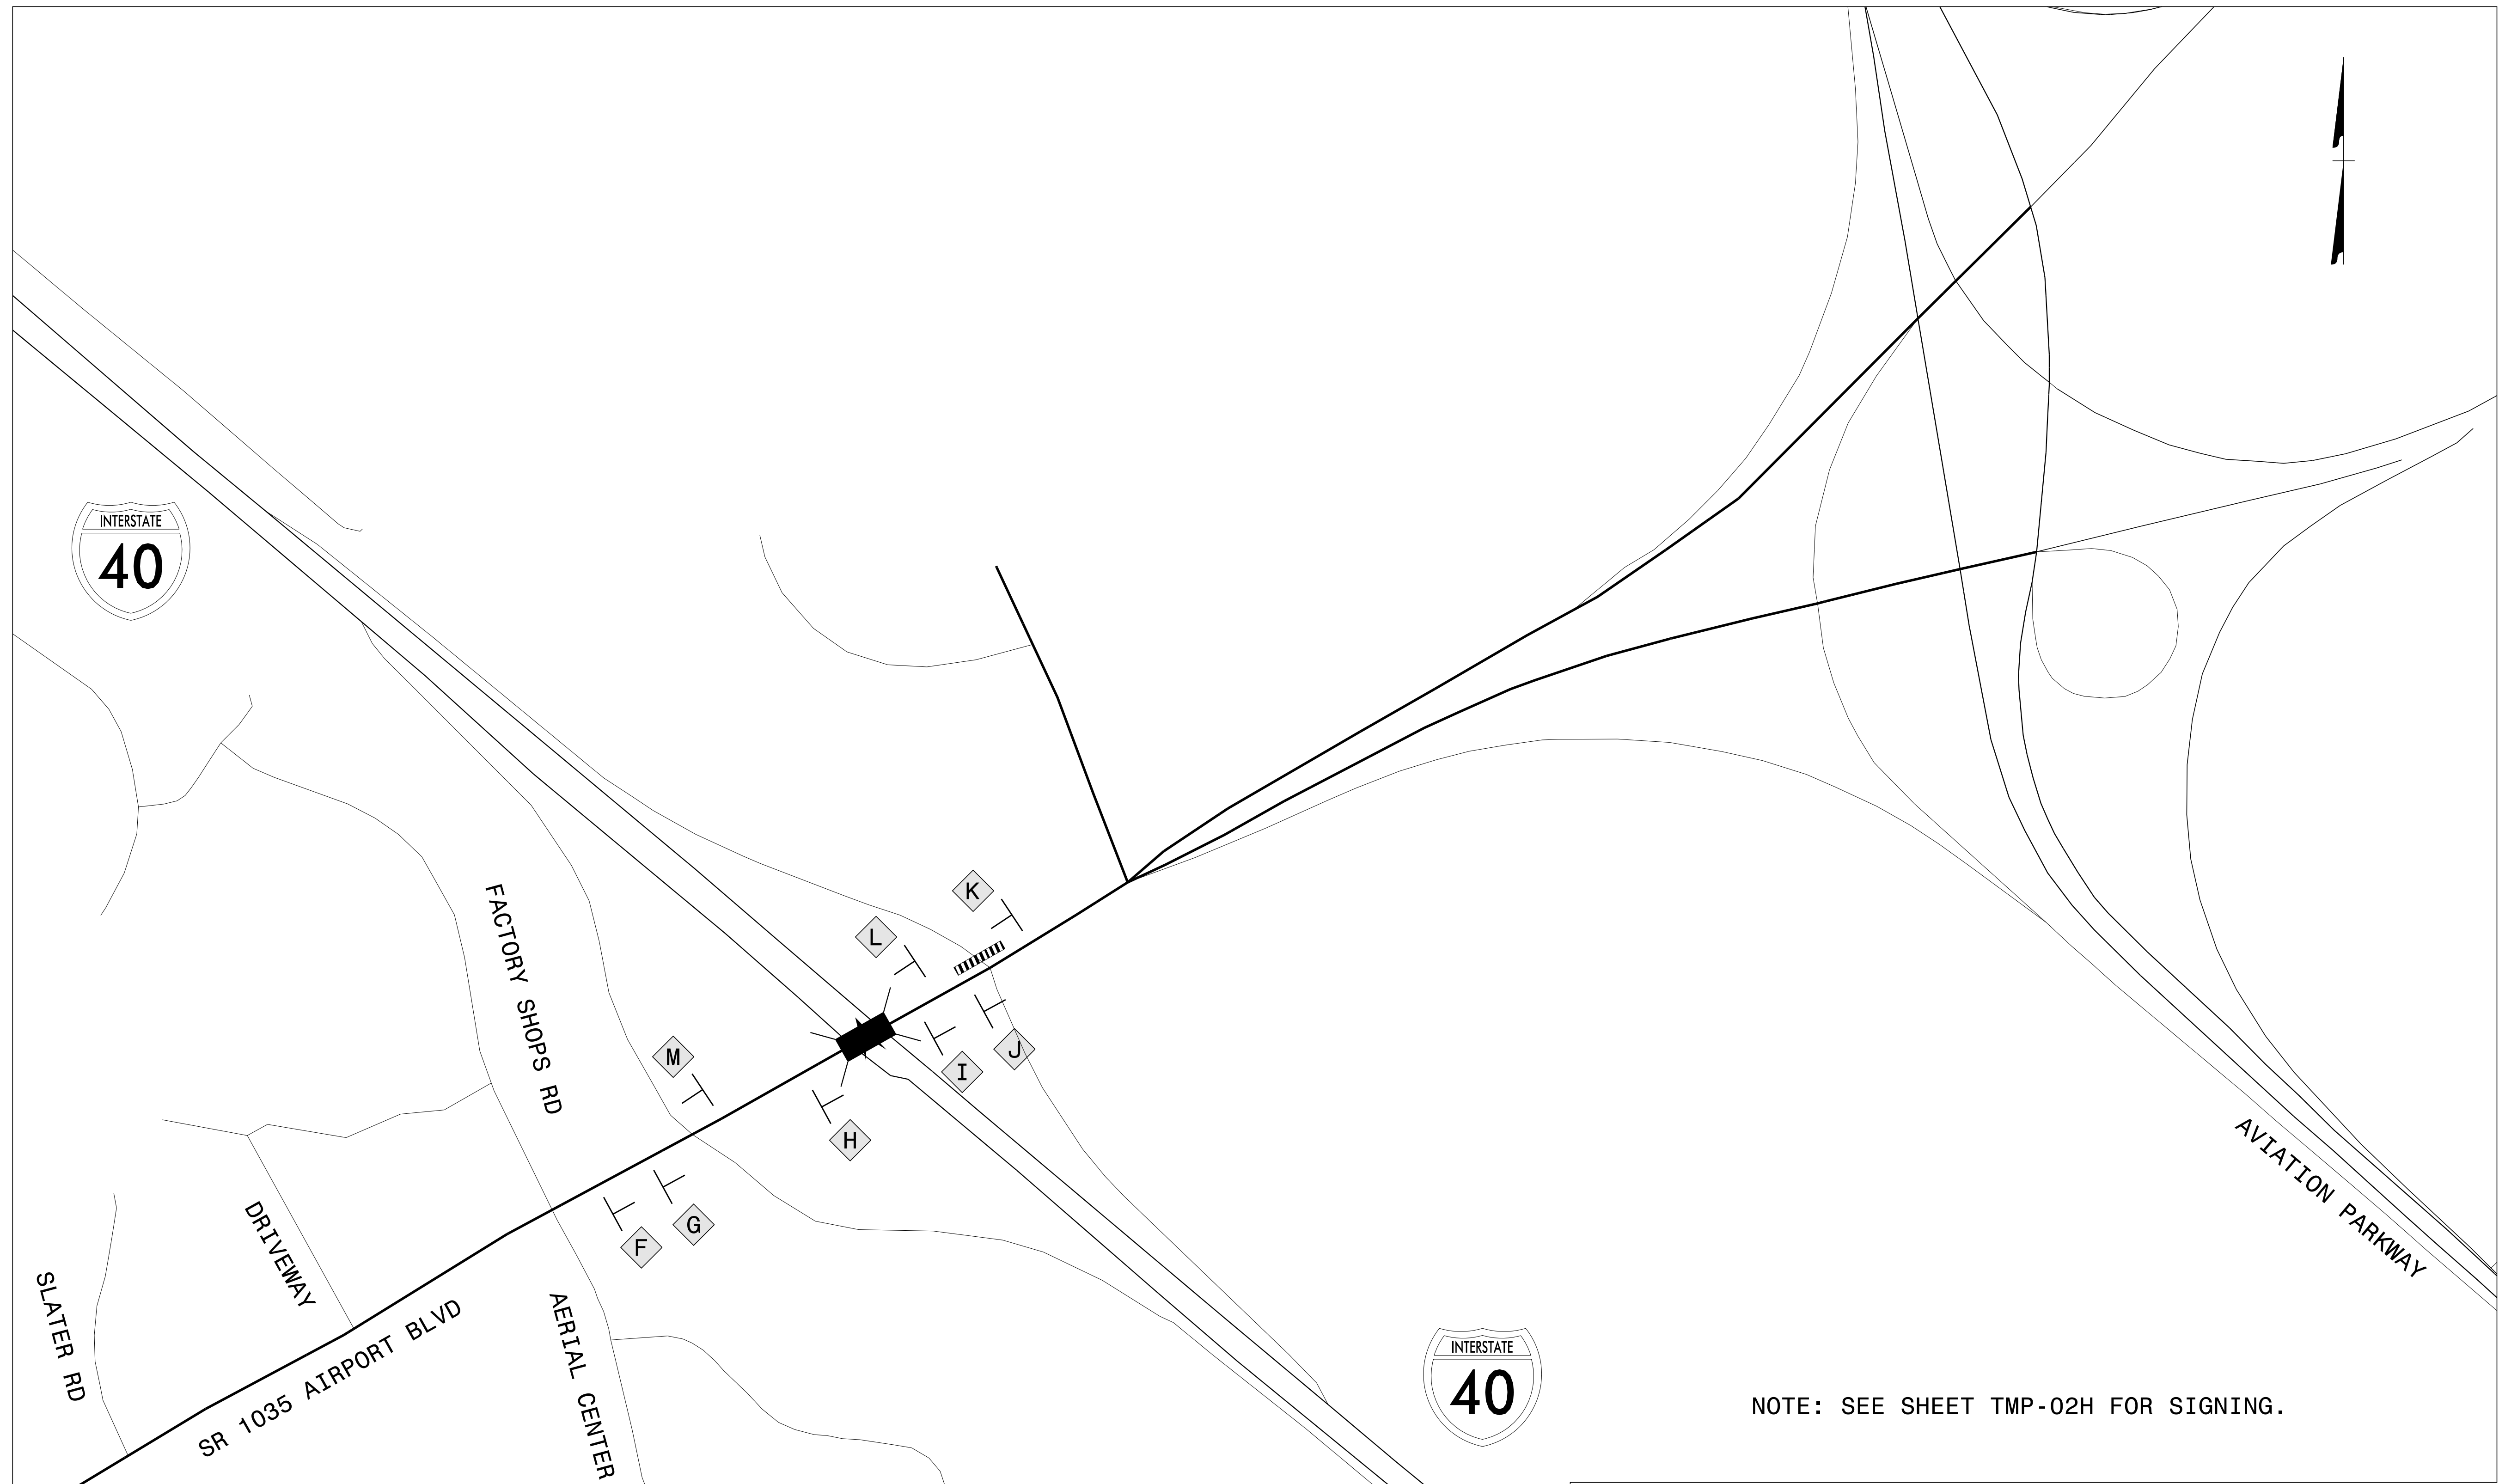 INTERSTATE
40
K
FACTORY SHOPS RD
L
M
J
I
H
AVIATION PARKWAY
DRIVEWAY
G
F
SLATER RD
SR 1035 AIRPORT BLVD
AERIAL CENTER
INTERSTATE
40
NOTE: SEE SHEET TMP-02H FOR SIGNING.